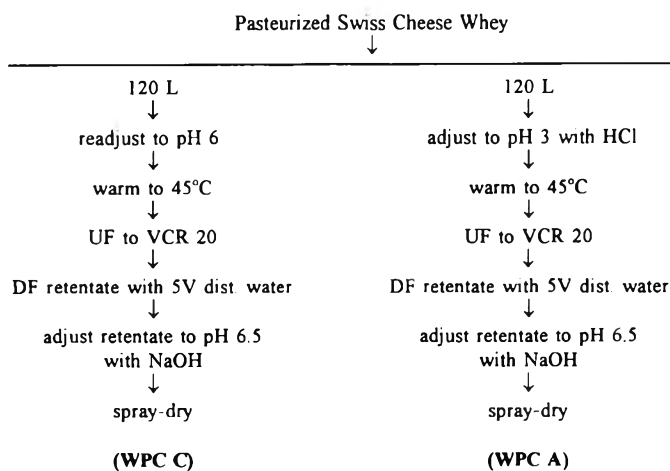 Pasteurized Swiss Cheese Whey
↓
120 L
↓
readjust to pH 6
↓
warm to 45°C
↓
UF to VCR 20
↓
DF retentate with 5V dist. water
↓
adjust retentate to pH 6.5
with NaOH
↓
spray-dry
(WPC C)
120 L
↓
adjust to pH 3 with HCl
↓
warm to 45°C
↓
UF to VCR 20
↓
DF retentate with 5V dist. water
↓
adjust retentate to pH 6.5
with NaOH
↓
spray-dry
(WPC A)